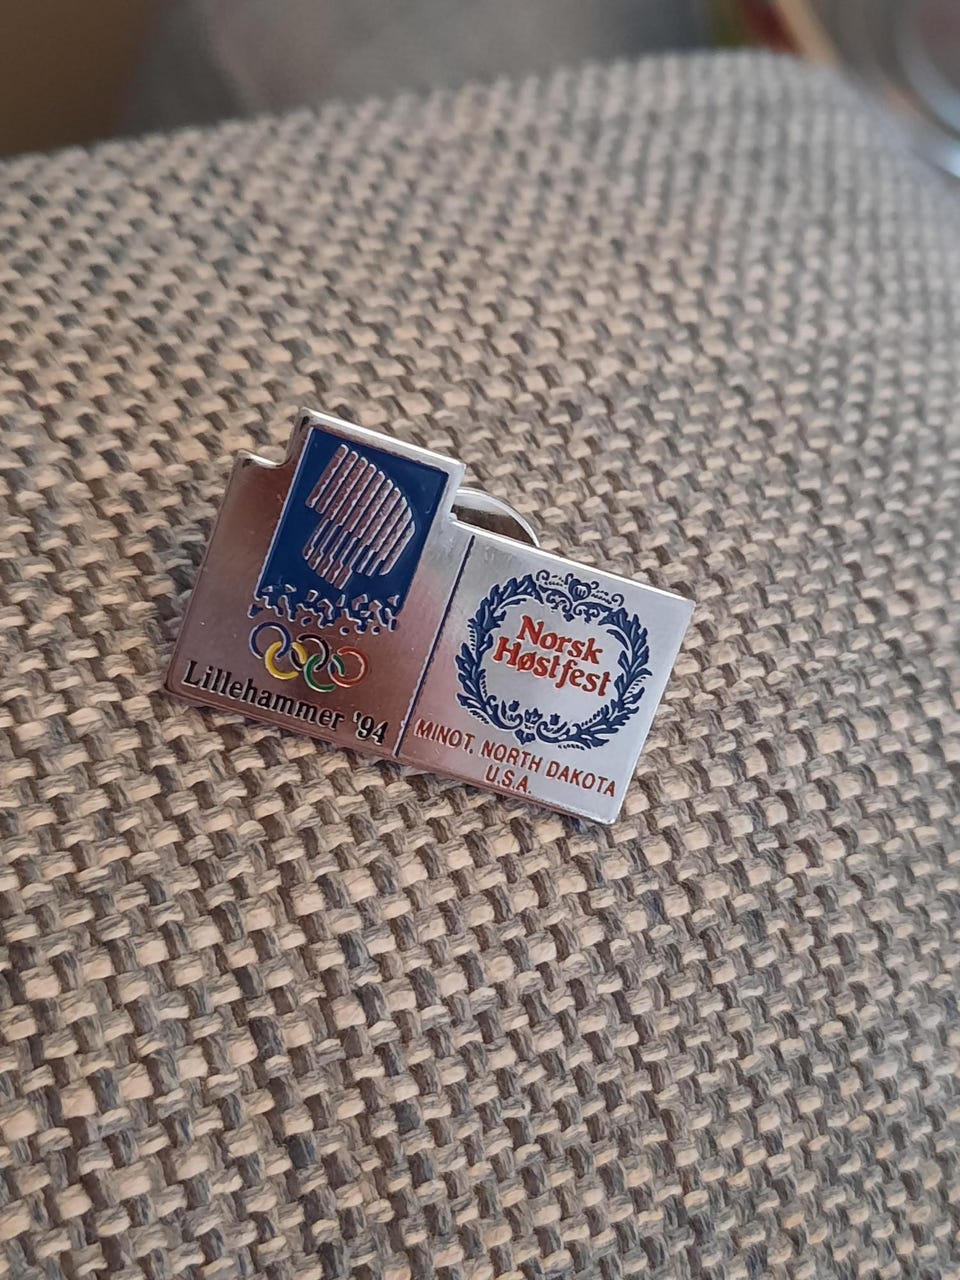 Lillehammer '94
Norsk
Høstfest
MINOT, NORTH DAKOTA
U.S.A.